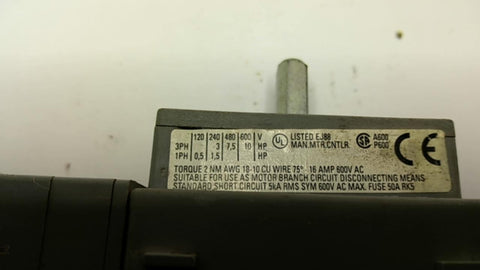 120 240 480 600 V
3PH 3 7,5 10 HP
1PH 0,5 1,5 HP
UL LISTED EJ88
MAN.MTR.CNTLR.
SA A600
P600
CE
TORQUE 2 NM AWG 18-10 CU WIRE 75° 16 AMP 600V AC
SUITABLE FOR USE AS MOTOR BRANCH CIRCUIT DISCONNECTING MEANS
STANDARD SHORT CIRCUIT 5kA RMS SYM 600V AC MAX. FUSE 50A RK5